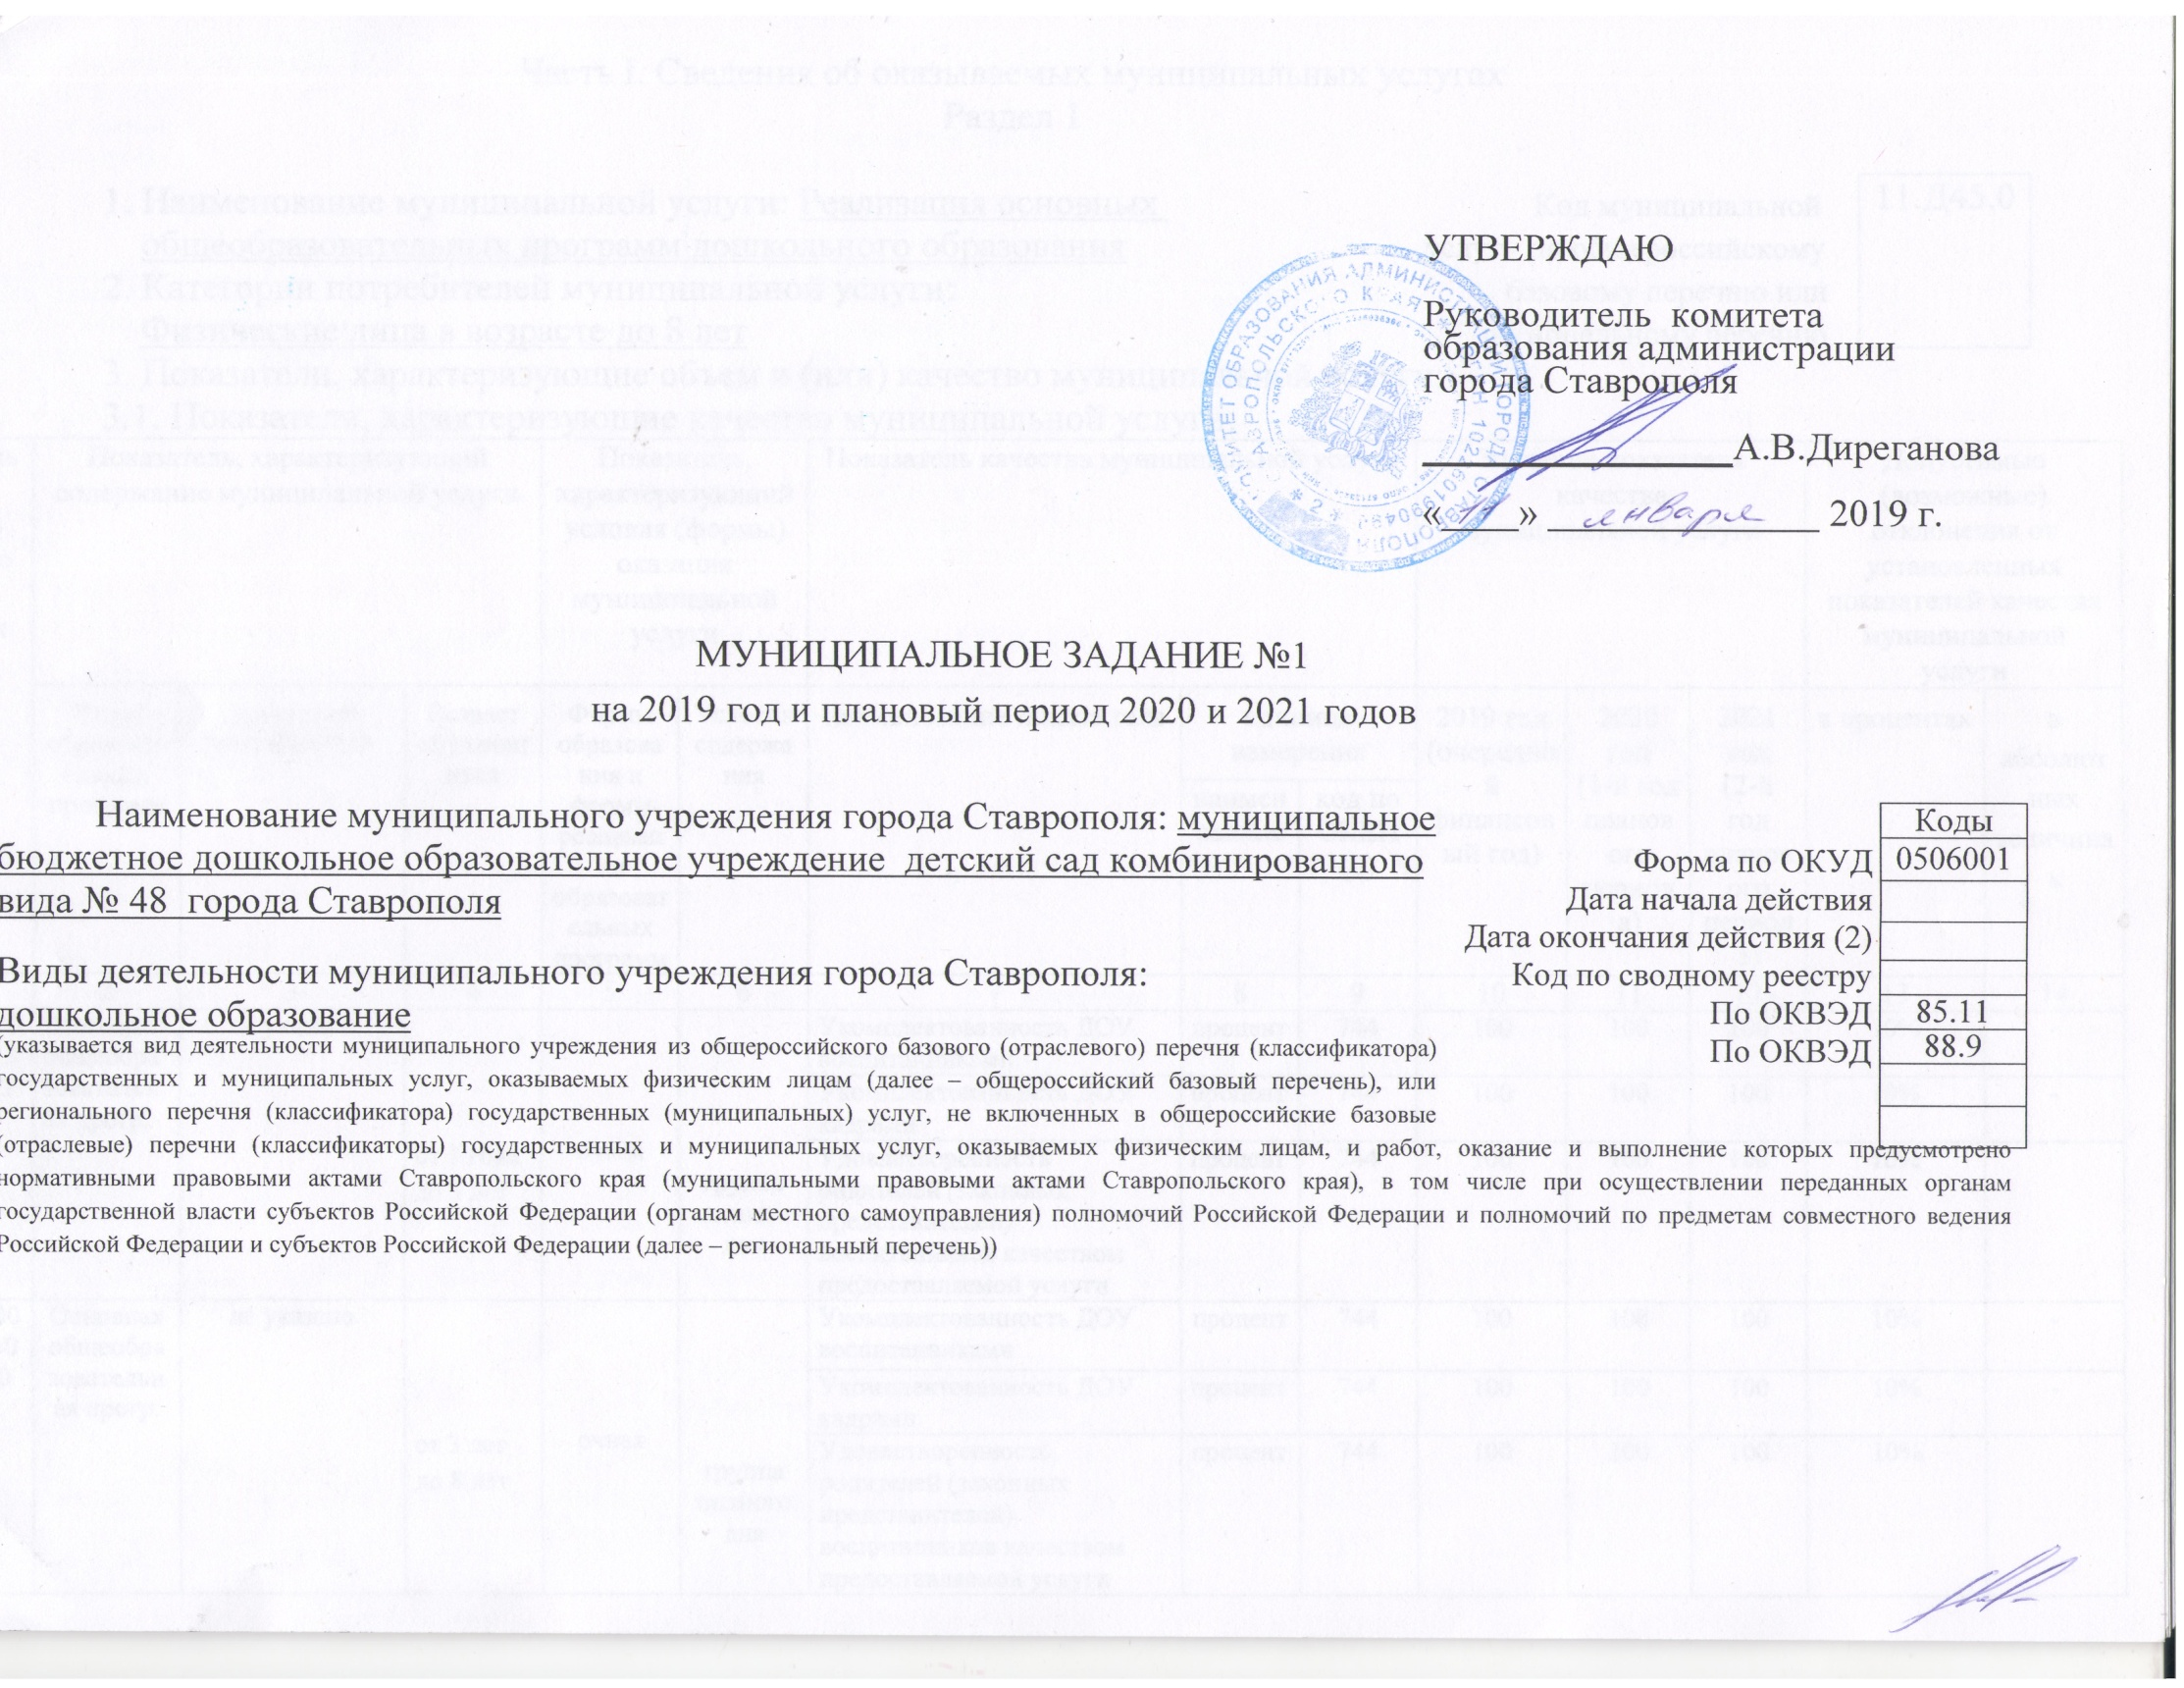 УТВЕРЖДАЮ
Руководитель комитета
образования администрации
города Ставрополя
А.В.Диреганова
« » января 2019 г.
МУНИЦИПАЛЬНОЕ ЗАДАНИЕ №1
на 2019 год и плановый период 2020 и 2021 годов
Наименование муниципального учреждения города Ставрополя: муниципальное
бюджетное дошкольное образовательное учреждение детский сад комбинированного
вида № 48 города Ставрополя
Виды деятельности муниципального учреждения города Ставрополя:
дошкольное образование
Коды
Форма по ОКУД 0506001
Дата начала действия
Дата окончания действия (2)
Код по сводному реестру
По ОКВЭД 85.11
По ОКВЭД 88.9
(указывается вид деятельности муниципального учреждения из общероссийского базового (отраслевого) перечня (классификатора)
государственных и муниципальных услуг, оказываемых физическим лицам (далее – общероссийский базовый перечень), или
регионального перечня (классификатора) государственных (муниципальных) услуг, не включенных в общероссийские базовые
(отраслевые) перечни (классификаторы) государственных и муниципальных услуг, оказываемых физическим лицам, и работ, оказание и выполнение которых предусмотрено
нормативными правовыми актами Ставропольского края (муниципальными правовыми актами Ставропольского края), в том числе при осуществлении переданных органам
государственной власти субъектов Российской Федерации (органам местного самоуправления) полномочий Российской Федерации и полномочий по предметам совместного ведения
Российской Федерации и субъектов Российской Федерации (далее – региональный перечень))